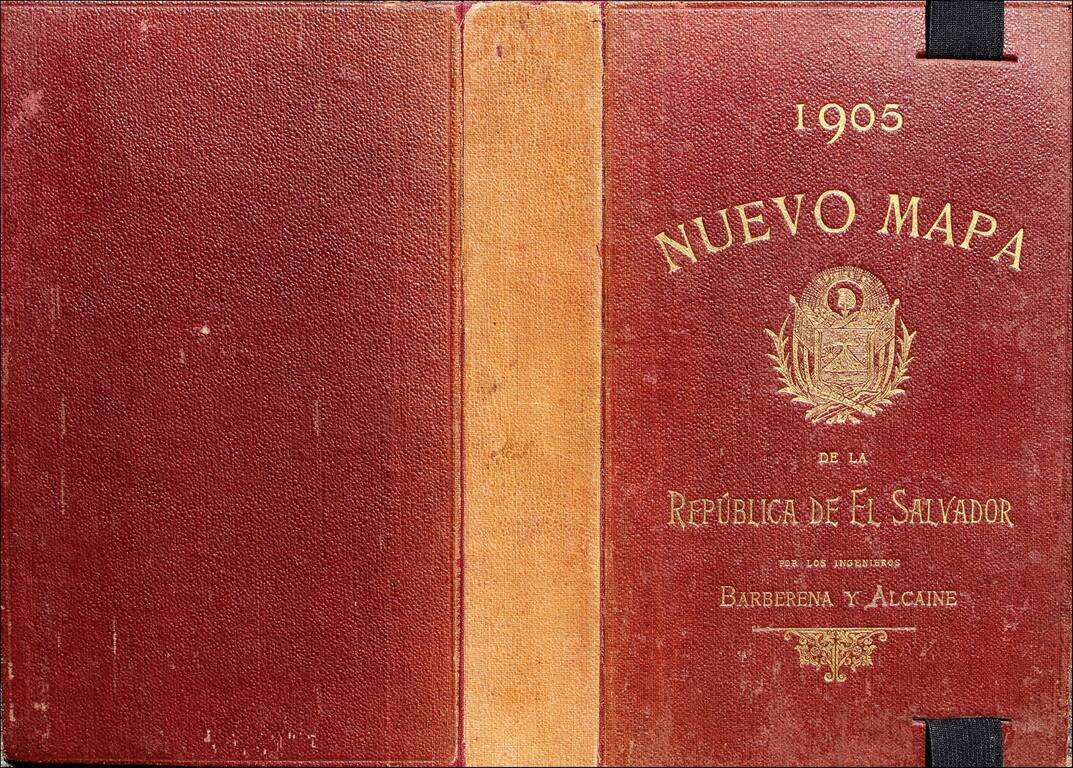 1905
NUEVO MAPA
DE LA
REPÚBLICA DE EL SALVADOR
POR LOS INGENIEROS
BARBERENA Y ALCAINE